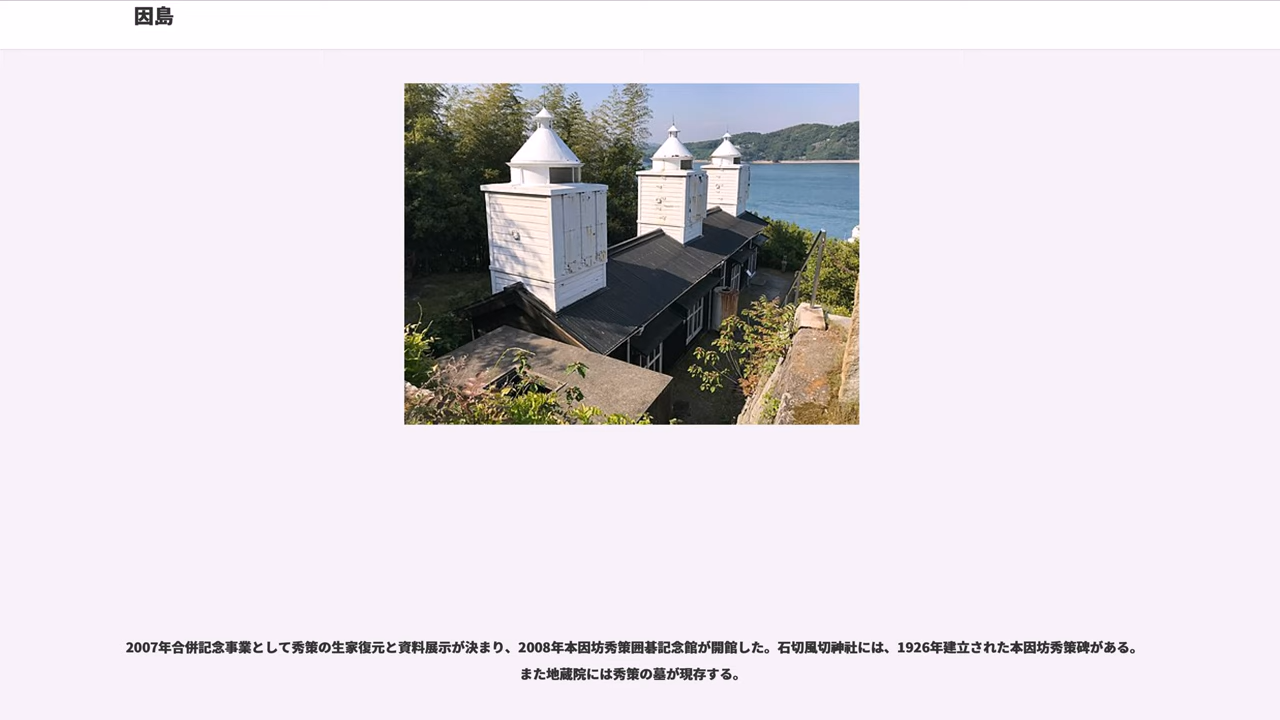 因島
2007年合併記念事業として秀策の生家復元と資料展示が決まり、2008年本因坊秀策囲碁記念館が開館した。石切風切神社には、1926年建立された本因坊秀策碑がある。
また地蔵院には秀策の墓が現存する。